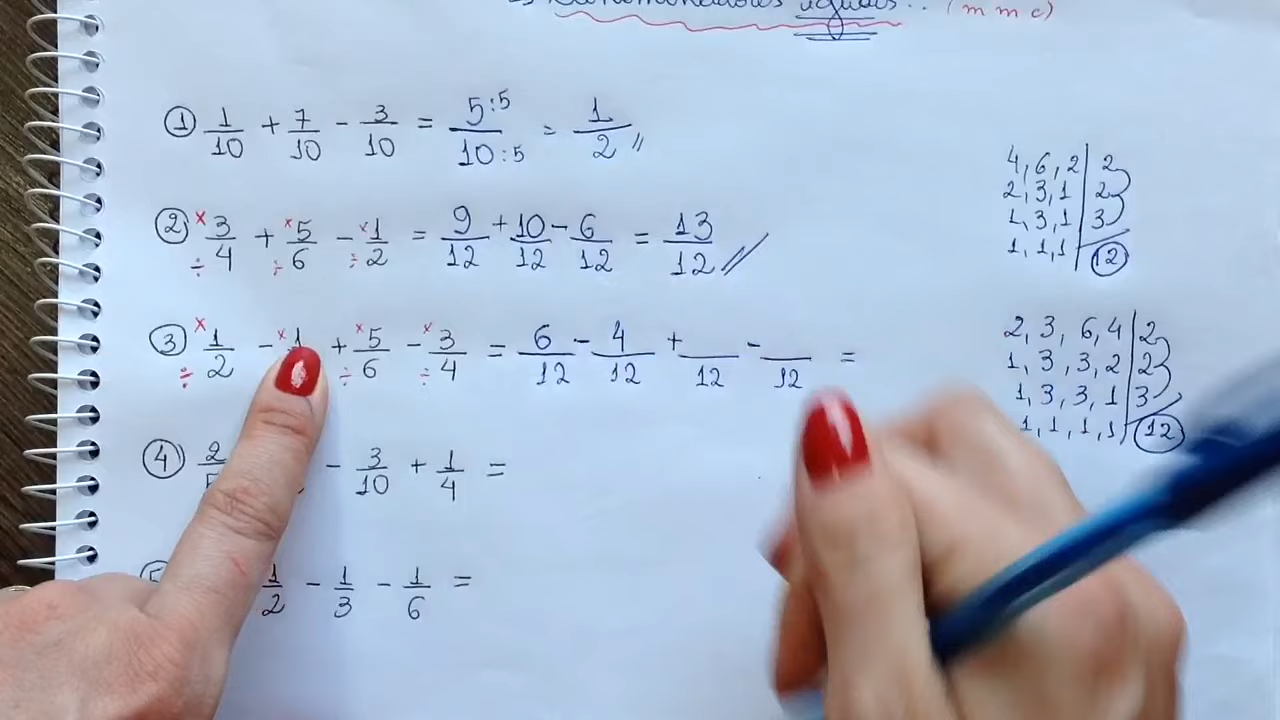 iguais.. (mmc)
① 1/10 + 7/10 - 3/10 = 5:5/10:5 = 1/2 //
② ×3/÷4 + ×5/÷6 - ×1/÷2 = 9/12 + 10/12 - 6/12 = 13/12 //
③ ×1/÷2 - ×1 + ×5/÷6 - ×3/÷4 = 6/12 - 4/12 + /12 - /12 =
④ 2 - 3/10 + 1/4 =
1/2 - 1/3 - 1/6 =
4, 6, 2 | 2
2, 3, 1 | 2
1, 3, 1 | 3
1, 1, 1 | 12
2, 3, 6, 4 | 2
1, 3, 3, 2 | 2
1, 3, 3, 1 | 3
1, 1, 1, 1 | 12